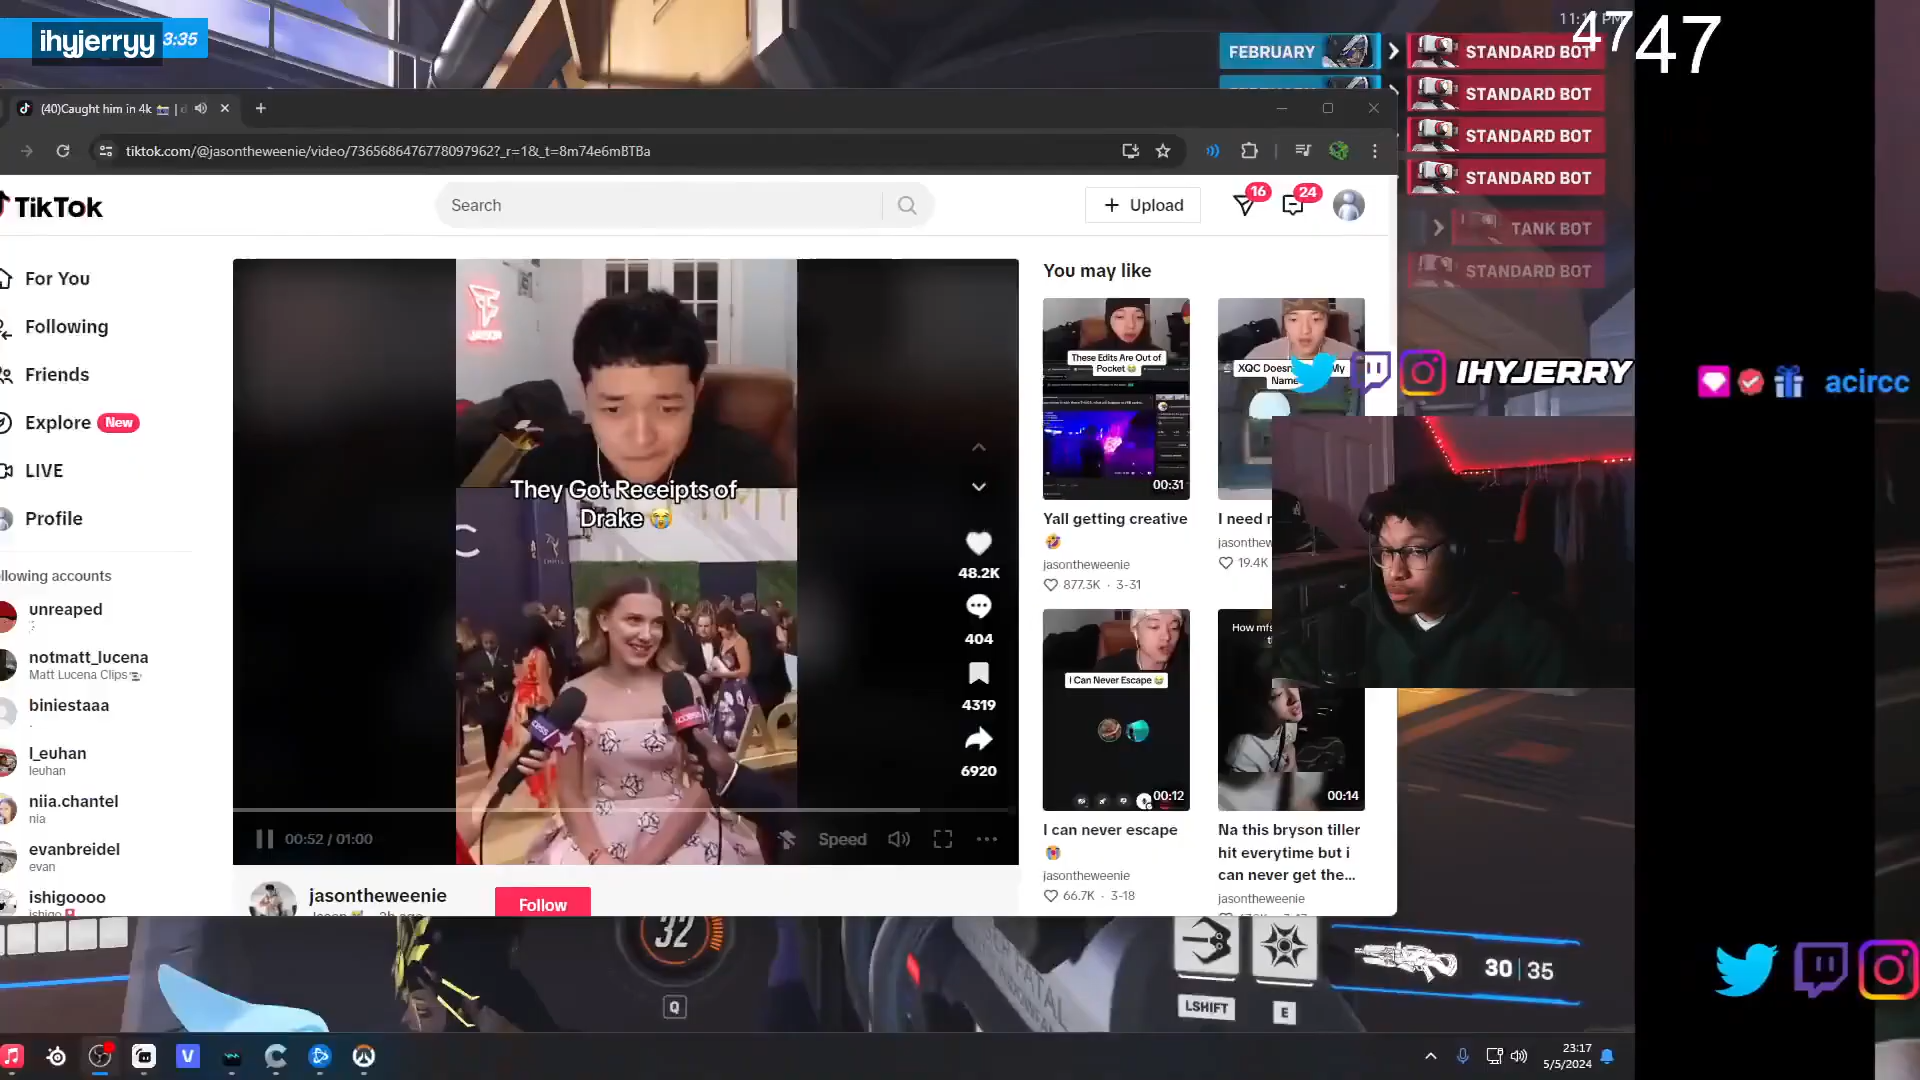 ihyjerryy 3:35
47
47
FEBRUARY
STANDARD BOT
STANDARD BOT
STANDARD BOT
STANDARD BOT
TANK BOT
STANDARD BOT
(40)Caught him in 4k
tiktok.com/@jasontheweenie/video/7365686476778097962?_r=1&_t=8m74e6mBTBa
TikTok
Search
Upload
16
24
For You
Following
Friends
Explore New
LIVE
Profile
llowing accounts
unreaped
notmatt_lucena
Matt Lucena Clips
biniestaaa
l_euhan
leuhan
niia.chantel
nia
evanbreidel
evan
ishigoooo
ishigo
They Got Receipts of
Drake 😭
48.2K
404
4319
6920
00:52 / 01:00
Speed
jasontheweenie
Follow
You may like
These Edits Are Out of
Pocket 😭
00:31
Yall getting creative
🤣
jasontheweenie
877.3K · 3-31
XQC Doesn My
Name
I need
jasonthewee
19.4K
I Can Never Escape 😭
00:12
I can never escape
jasontheweenie
66.7K · 3-18
How mfs
00:14
Na this bryson tiller
hit everytime but i
can never get the...
jasontheweenie
IHYJERRY
acircc
32
Q
LSHIFT
E
30 | 35
23:17
5/5/2024